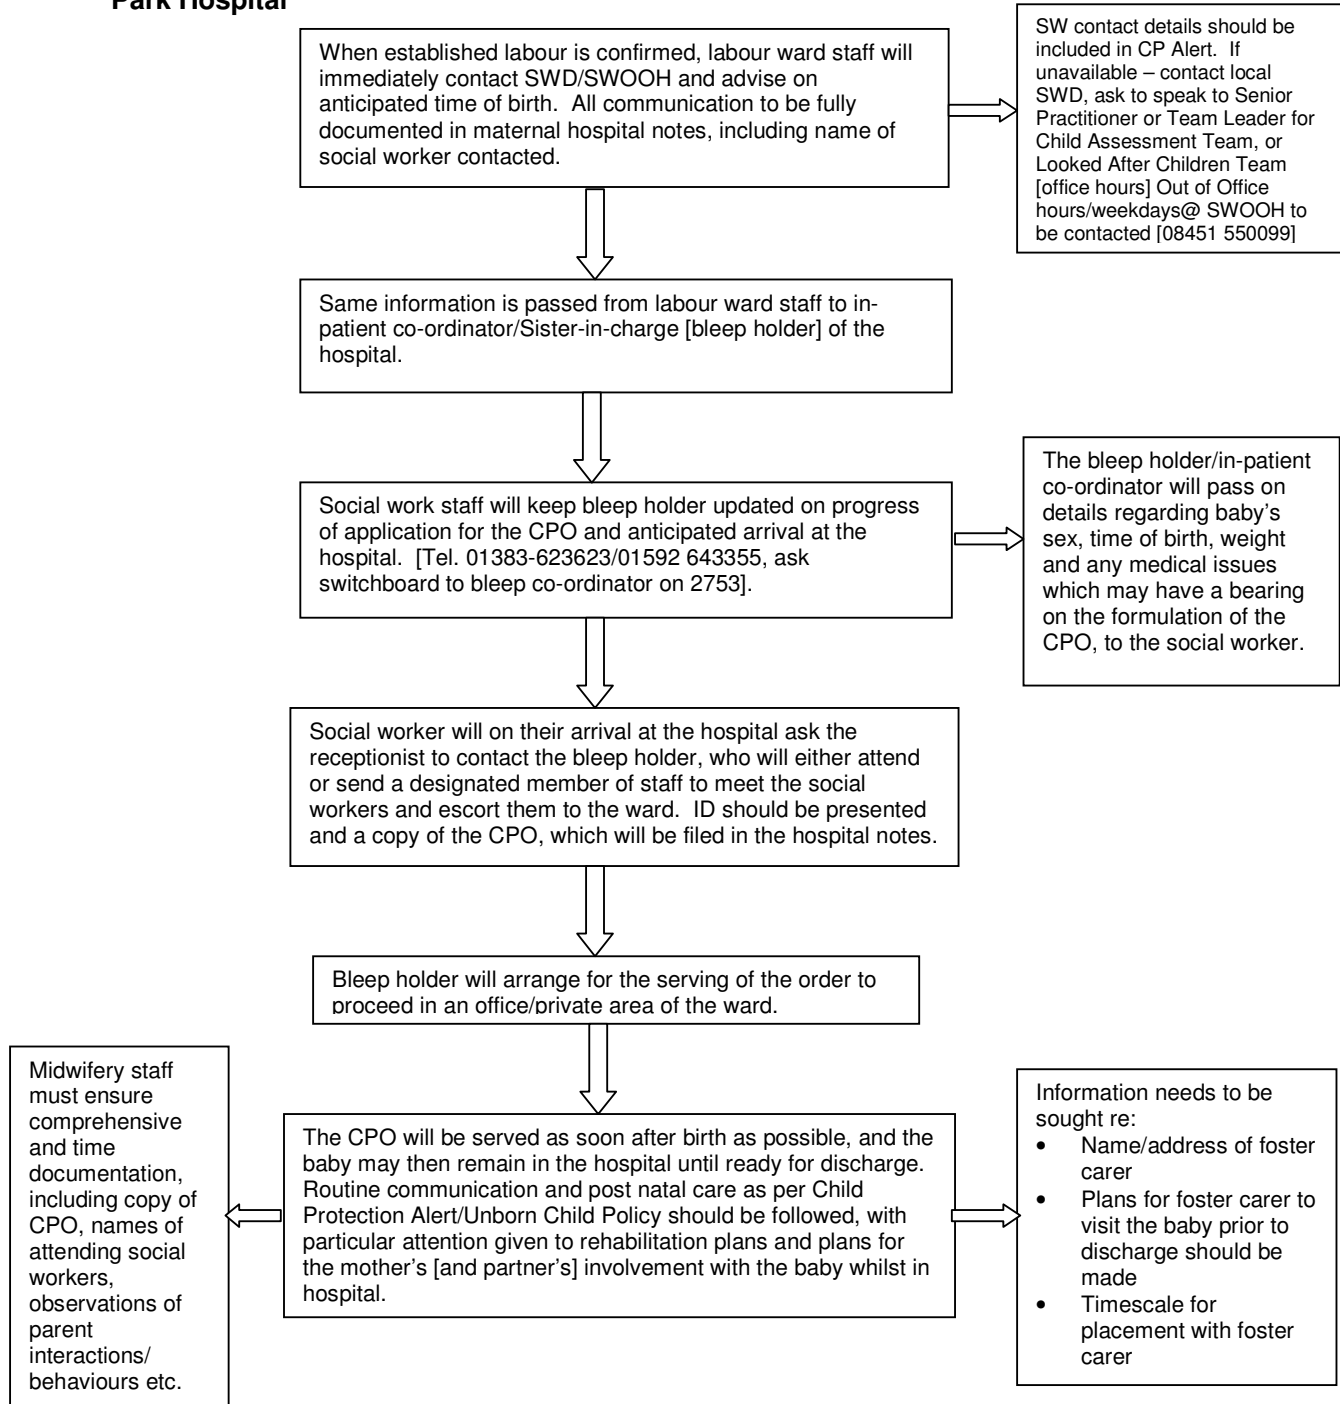 Park Hospital
When established labour is confirmed, labour ward staff will
immediately contact SWD/SWOOH and advise on
anticipated time of birth.  All communication to be fully
documented in maternal hospital notes, including name of
social worker contacted.
SW contact details should be
included in CP Alert.  If
unavailable – contact local
SWD, ask to speak to Senior
Practitioner or Team Leader for
Child Assessment Team, or
Looked After Children Team
[office hours] Out of Office
hours/weekdays@ SWOOH to
be contacted [08451 550099]
Same information is passed from labour ward staff to in-
patient co-ordinator/Sister-in-charge [bleep holder] of the
hospital.
Social work staff will keep bleep holder updated on progress
of application for the CPO and anticipated arrival at the
hospital.  [Tel. 01383-623623/01592 643355, ask
switchboard to bleep co-ordinator on 2753].
The bleep holder/in-patient
co-ordinator will pass on
details regarding baby's
sex, time of birth, weight
and any medical issues
which may have a bearing
on the formulation of the
CPO, to the social worker.
Social worker will on their arrival at the hospital ask the
receptionist to contact the bleep holder, who will either attend
or send a designated member of staff to meet the social
workers and escort them to the ward.  ID should be presented
and a copy of the CPO, which will be filed in the hospital notes.
Bleep holder will arrange for the serving of the order to
proceed in an office/private area of the ward.
Midwifery staff
must ensure
comprehensive
and time
documentation,
including copy of
CPO, names of
attending social
workers,
observations of
parent
interactions/
behaviours etc.
The CPO will be served as soon after birth as possible, and the
baby may then remain in the hospital until ready for discharge.
Routine communication and post natal care as per Child
Protection Alert/Unborn Child Policy should be followed, with
particular attention given to rehabilitation plans and plans for
the mother's [and partner's] involvement with the baby whilst in
hospital.
Information needs to be
sought re:
• Name/address of foster
carer
• Plans for foster carer to
visit the baby prior to
discharge should be
made
• Timescale for
placement with foster
carer